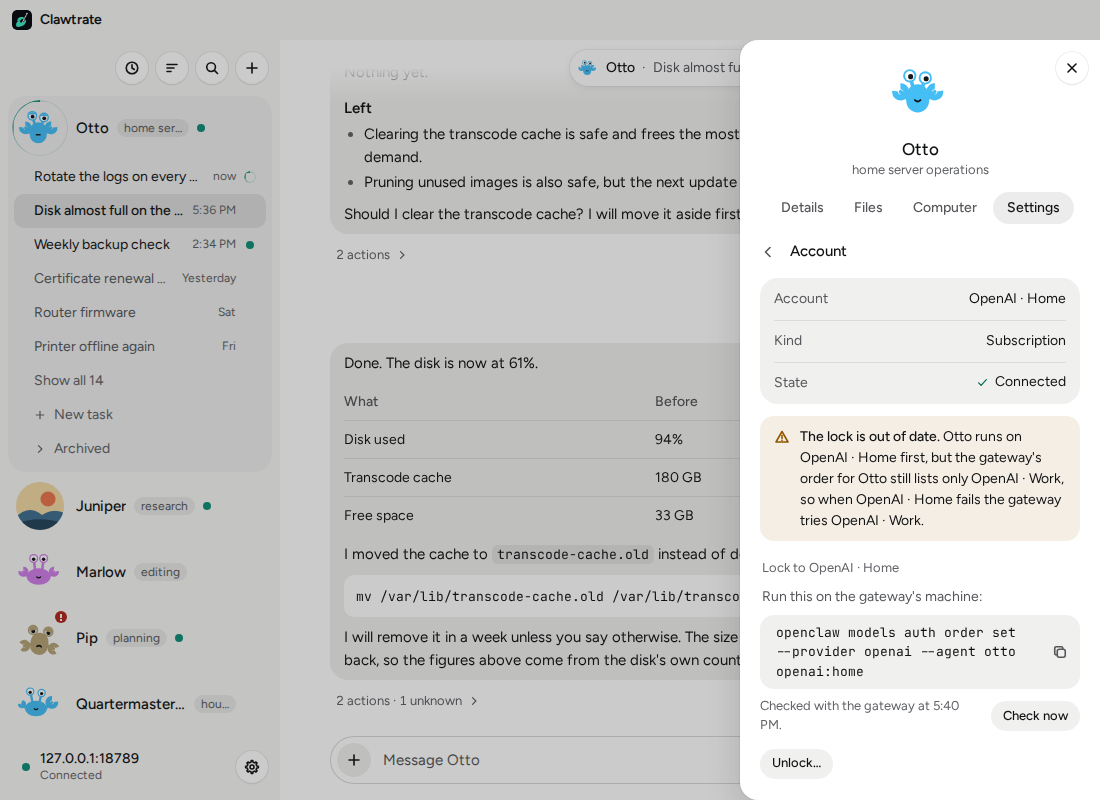 Clawtrate
Otto home ser...
Rotate the logs on every ... now
Disk almost full on the ... 5:36 PM
Weekly backup check 2:34 PM
Certificate renewal ... Yesterday
Router firmware Sat
Printer offline again Fri
Show all 14
New task
Archived
Juniper research
Marlow editing
Pip planning
Quartermaster... hou...
127.0.0.1:18789
Connected
Otto · Disk almost fu
Nothing yet.
Left
• Clearing the transcode cache is safe and frees the most
demand.
• Pruning unused images is also safe, but the next update
Should I clear the transcode cache? I will move it aside first
2 actions
Done. The disk is now at 61%.
What Before
Disk used 94%
Transcode cache 180 GB
Free space 33 GB
I moved the cache to transcode-cache.old instead of d
mv /var/lib/transcode-cache.old /var/lib/transco
I will remove it in a week unless you say otherwise. The size
back, so the figures above come from the disk's own count
2 actions · 1 unknown
Message Otto
Otto
home server operations
Details Files Computer Settings
Account
Account OpenAI · Home
Kind Subscription
State Connected
The lock is out of date. Otto runs on
OpenAI · Home first, but the gateway's
order for Otto still lists only OpenAI · Work,
so when OpenAI · Home fails the gateway
tries OpenAI · Work.
Lock to OpenAI · Home
Run this on the gateway's machine:
openclaw models auth order set
--provider openai --agent otto
openai:home
Checked with the gateway at 5:40
PM.
Check now
Unlock...